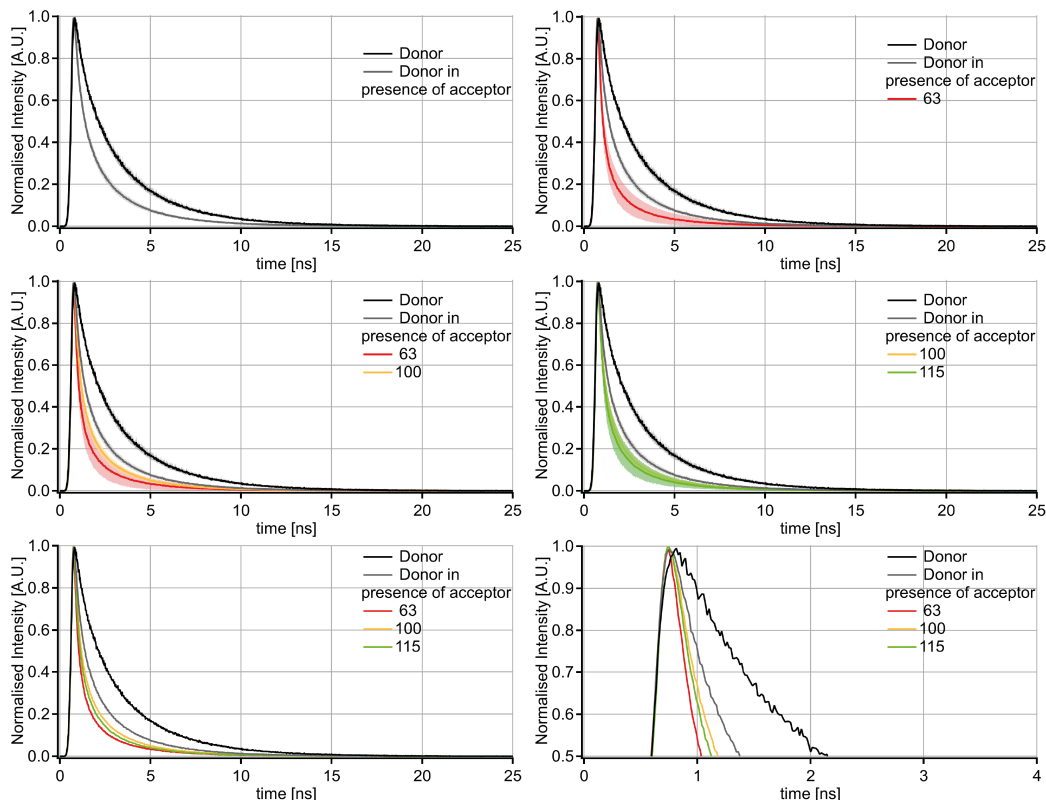 Normalised Intensity [A.U.]
1.0
0.8
0.6
0.4
0.2
0.0
Donor
Donor in
presence of acceptor
0
5
10
15
20
25
time [ns]
Normalised Intensity [A.U.]
1.0
0.8
0.6
0.4
0.2
0.0
Donor
Donor in
presence of acceptor
63
0
5
10
15
20
25
time [ns]
Normalised Intensity [A.U.]
1.0
0.8
0.6
0.4
0.2
0.0
Donor
Donor in
presence of acceptor
63
100
0
5
10
15
20
25
time [ns]
Normalised Intensity [A.U.]
1.0
0.8
0.6
0.4
0.2
0.0
Donor
Donor in
presence of acceptor
100
115
0
5
10
15
20
25
time [ns]
Normalised Intensity [A.U.]
1.0
0.8
0.6
0.4
0.2
0.0
Donor
Donor in
presence of acceptor
63
100
115
0
5
10
15
20
25
time [ns]
Normalised Intensity [A.U.]
1.0
0.9
0.8
0.7
0.6
0.5
Donor
Donor in
presence of acceptor
63
100
115
0
1
2
3
4
time [ns]